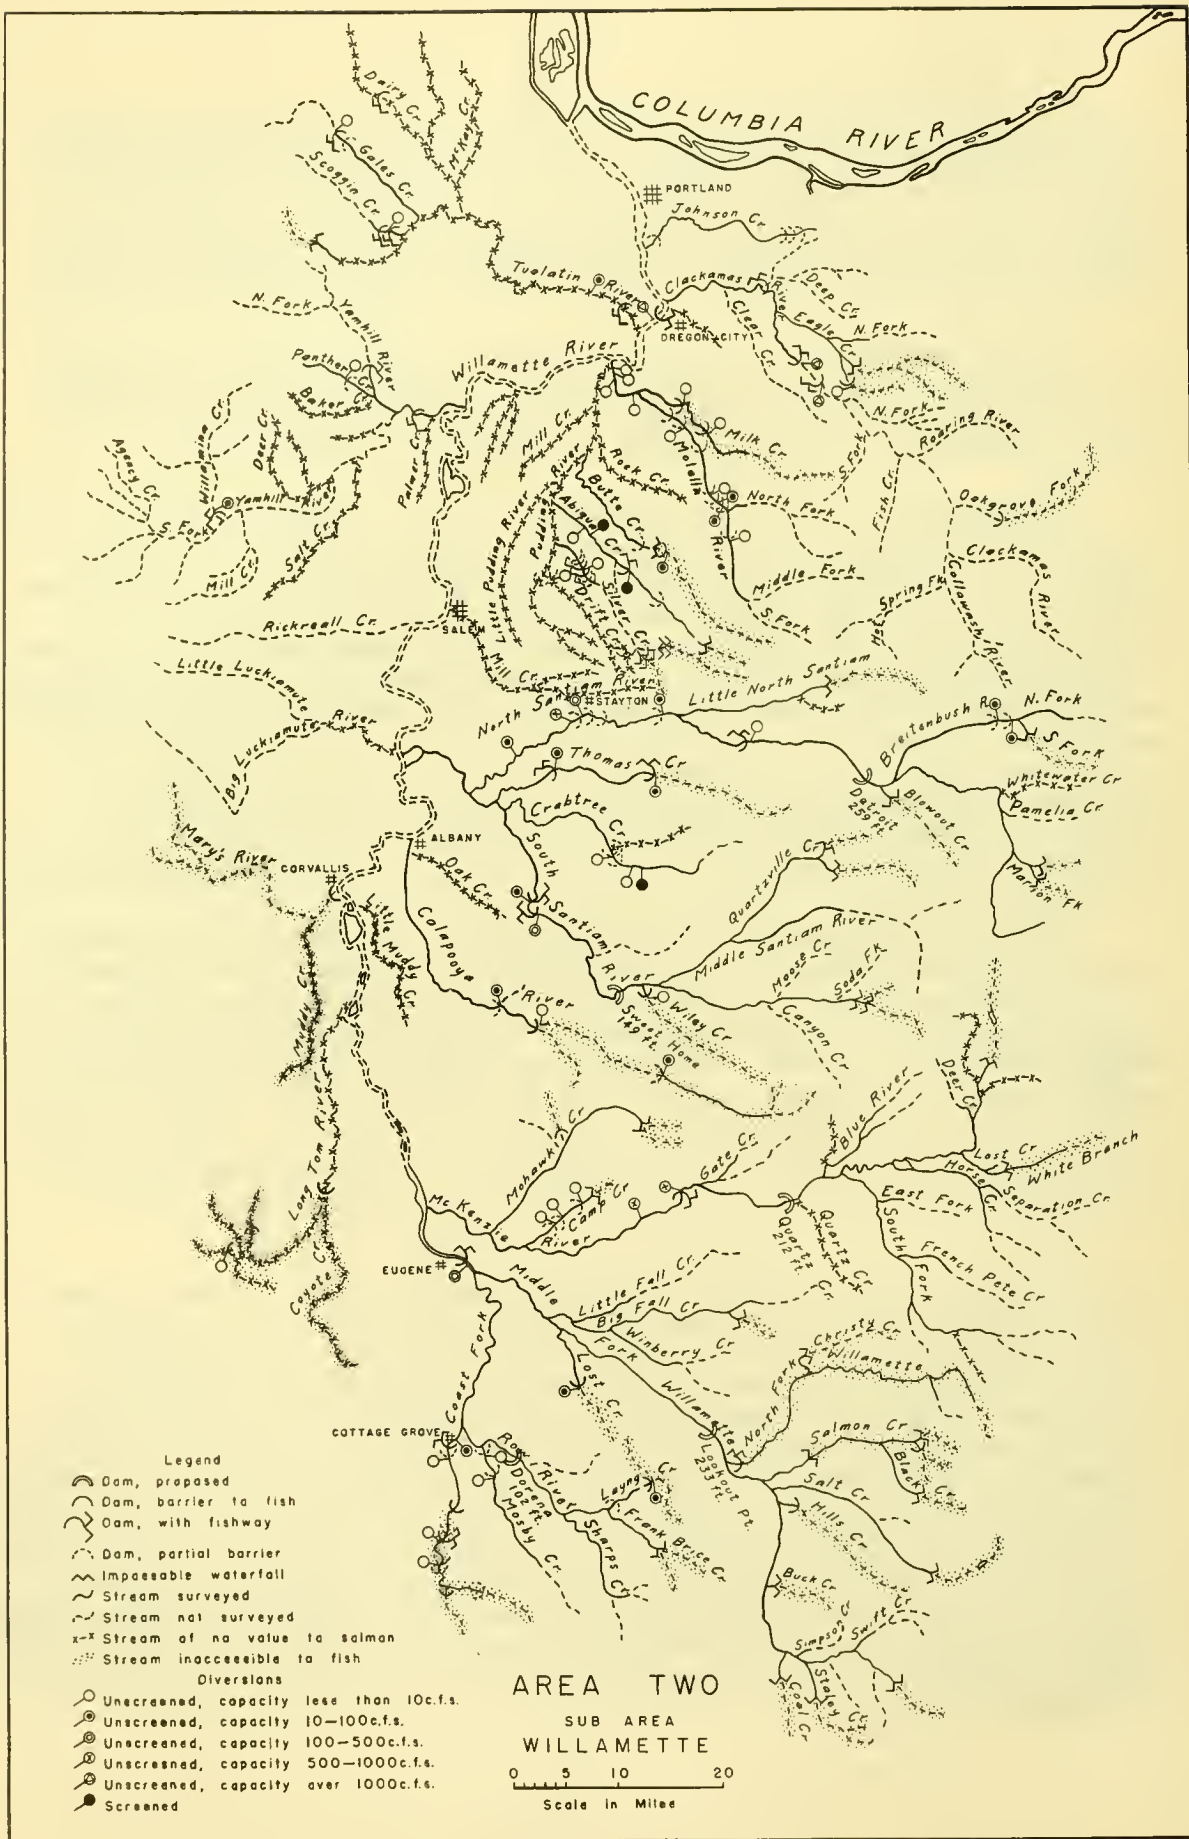 COLUMBIA RIVER
Dairy Cr
McKay Cr.
Gales Cr.
Scoggin Cr.
PORTLAND
Johnson Cr.
Tualatin River
Clackamas River
Deep Cr.
Clear Cr.
Eagle Cr
N. Fork
OREGON CITY
N. Fork
Yamhill River
Willamette River
Panther Cr.
Baker Cr
N. Fork
Roaring River
Mill Cr.
Milk Cr.
Molalla River
S Fork
Rock Cr.
Fish Cr.
Oakgrove Fork
Agency Cr.
Willamina Cr.
Deer Cr.
Palmer Cr.
Yamhill River
S. Fork
Salt Cr.
Mill Cr.
Little Pudding River
Pudding River
Butte Cr.
Abiqua Cr.
North Fork
Drift Cr.
Silver Cr.
Middle Fork
S. Fork
Clackamas River
Collawash River
Hot Spring Fk
Rickreall Cr.
SALEM
Little Luckiamute
Mill Cr.
North Santiam River
STAYTON
Little North Santiam
Big Luckiamute River
Breitenbush R.
N. Fork
S Fork
Thomas Cr
Detroit
259 ft.
Blowout Cr
Whitewater Cr
Pamelia Cr.
Crabtree Cr.
Marion Fk
Mary's River
ALBANY
CORVALLIS
Oak Cr.
South Santiam River
Quartzville Cr
Middle Santiam River
Little Muddy Cr.
Calapooya River
Moose Cr
Soda Fk
Sweet Home
149 ft.
Wiley Cr
Canyon Cr
Muddy Cr
Long Tom River
Deer Cr
Blue River
Mohawk Cr
Gate Cr.
Lost Cr
White Branch
Horse Cr.
Separation Cr.
Mc Kenzie River
Camp Cr
East Fork
Quartz
212 ft.
Quartz Cr.
South Fork
French Pete Cr.
EUGENE
Coyote Cr.
Middle Fork Willamette
Little Fall Cr.
Big Fall Cr
Cr.
Winberry Cr
Christy Cr.
North Fork Willamette
Coast Fork
Lost Cr.
COTTAGE GROVE
Row River
Dorena
102 ft.
Mosby Cr.
Layng Cr
Frank Brice Cr.
Sharps Cr.
Lookout Pt.
233 ft.
Salmon Cr
Black Cr.
Salt Cr
Hills Cr.
Buck Cr
Simpson Cr
Swift Cr
Staley Cr.
Coal Cr
Legend
Dam, proposed
Dam, barrier to fish
Dam, with fishway
Dam, partial barrier
Impassable waterfall
Stream surveyed
Stream not surveyed
x-x Stream of no value to salmon
Stream inaccessible to fish
Diversions
Unscreened, capacity less than 10c.f.s.
Unscreened, capacity 10-100c.f.s.
Unscreened, capacity 100-500c.f.s.
Unscreened, capacity 500-1000c.f.s.
Unscreened, capacity over 1000c.f.s.
Screened
AREA TWO
SUB AREA
WILLAMETTE
0 5 10 20
Scale in Miles